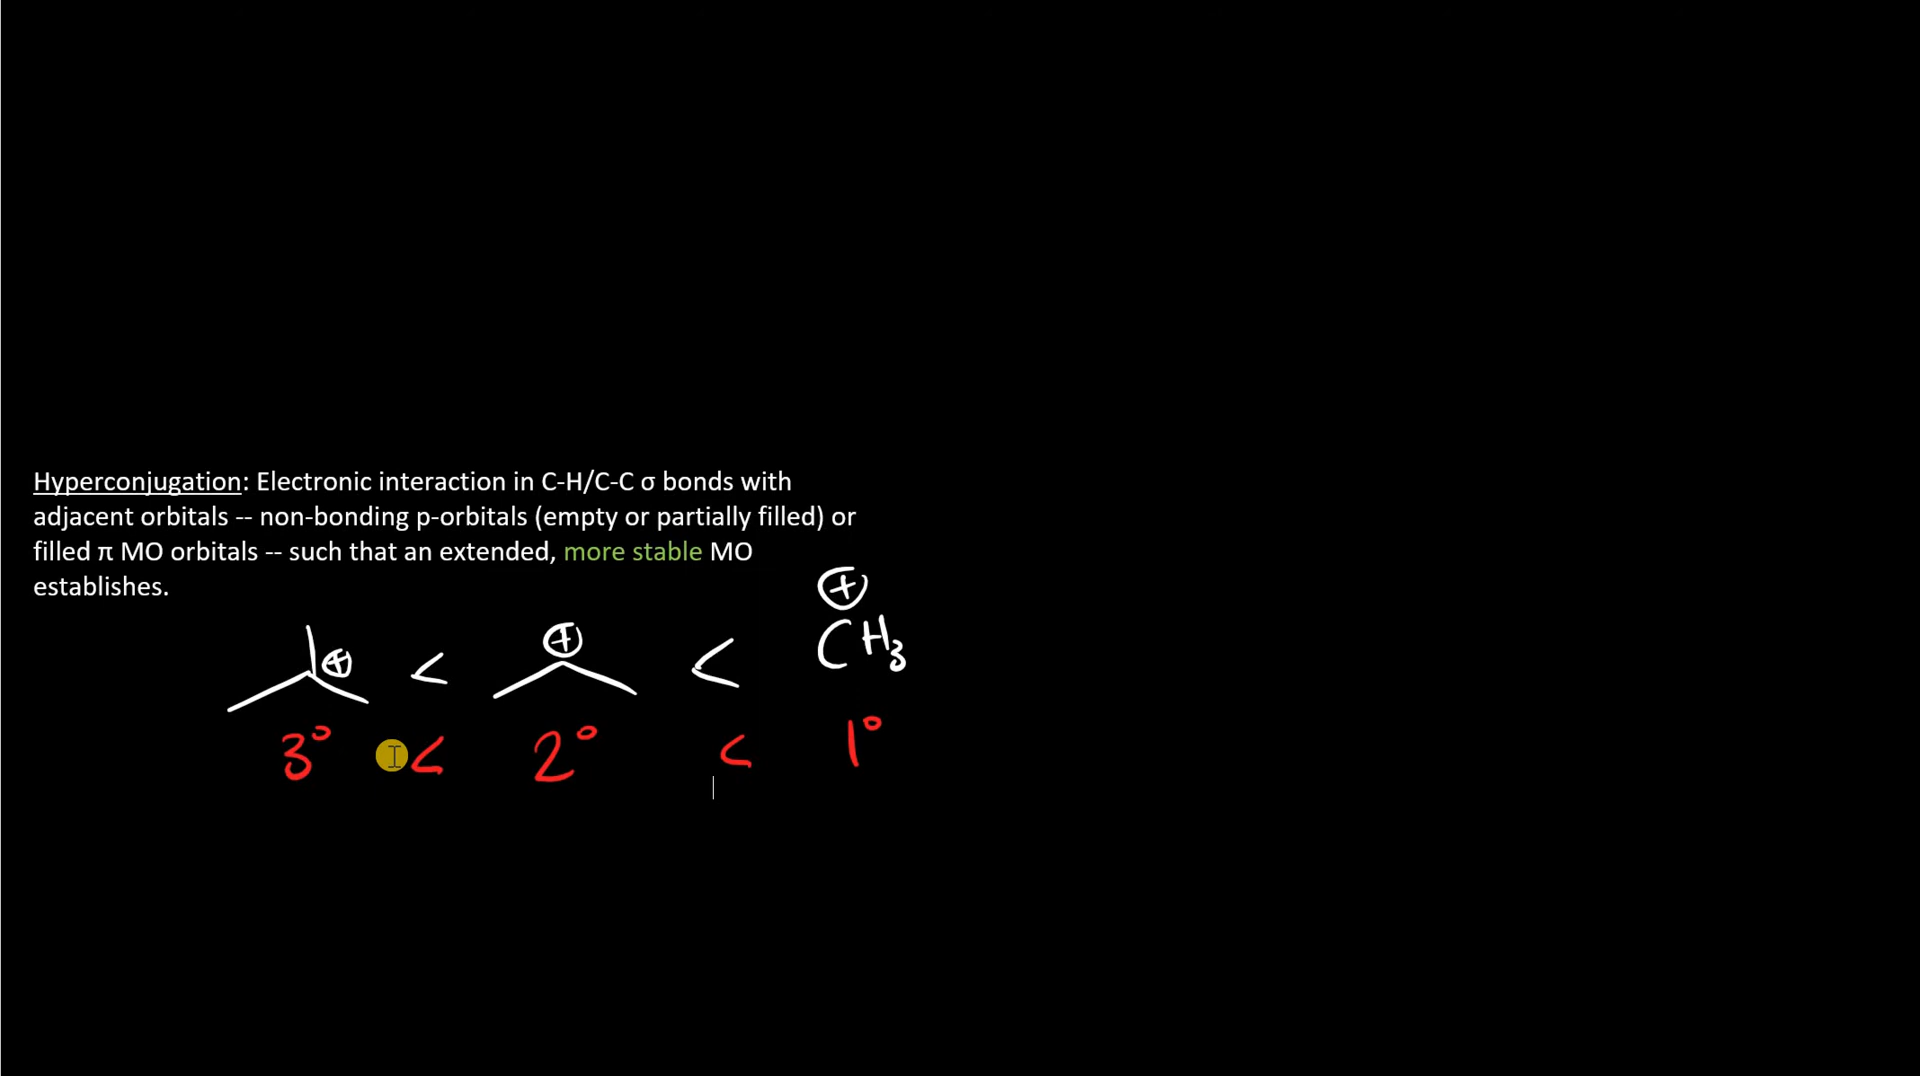 Hyperconjugation: Electronic interaction in C-H/C-C σ bonds with
adjacent orbitals -- non-bonding p-orbitals (empty or partially filled) or
filled π MO orbitals -- such that an extended, more stable MO
establishes.
⊕
⊕ < ⊕ < CH₃
3° < 2° < 1°